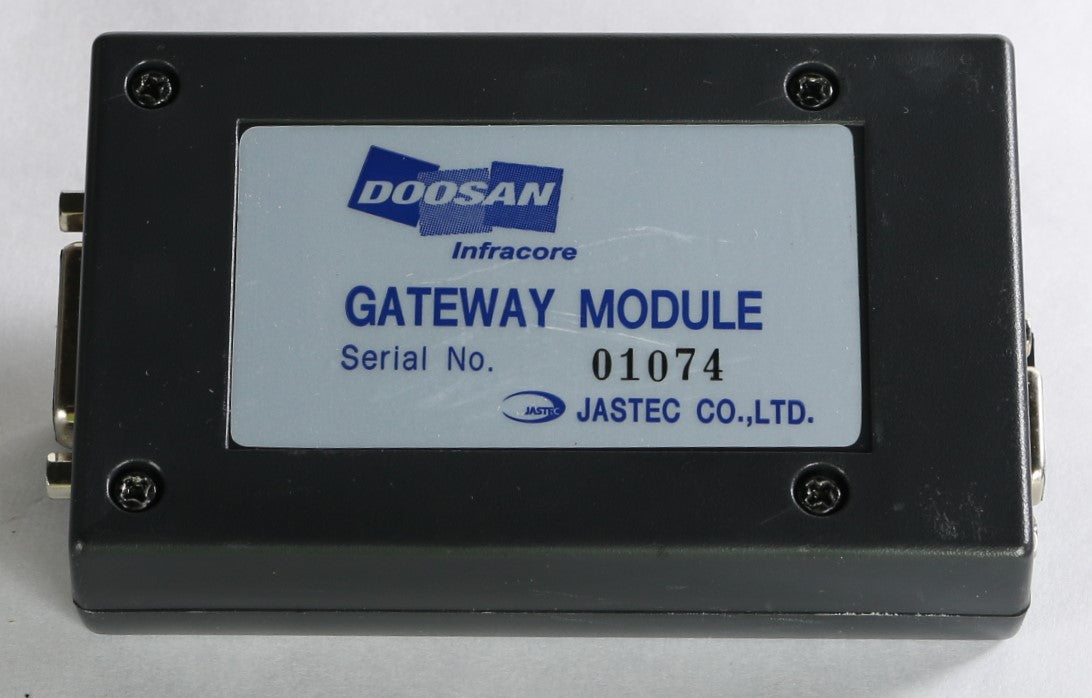 DOOSAN
Infracore
GATEWAY MODULE
Serial No. 01074
JASTEC JASTEC CO.,LTD.